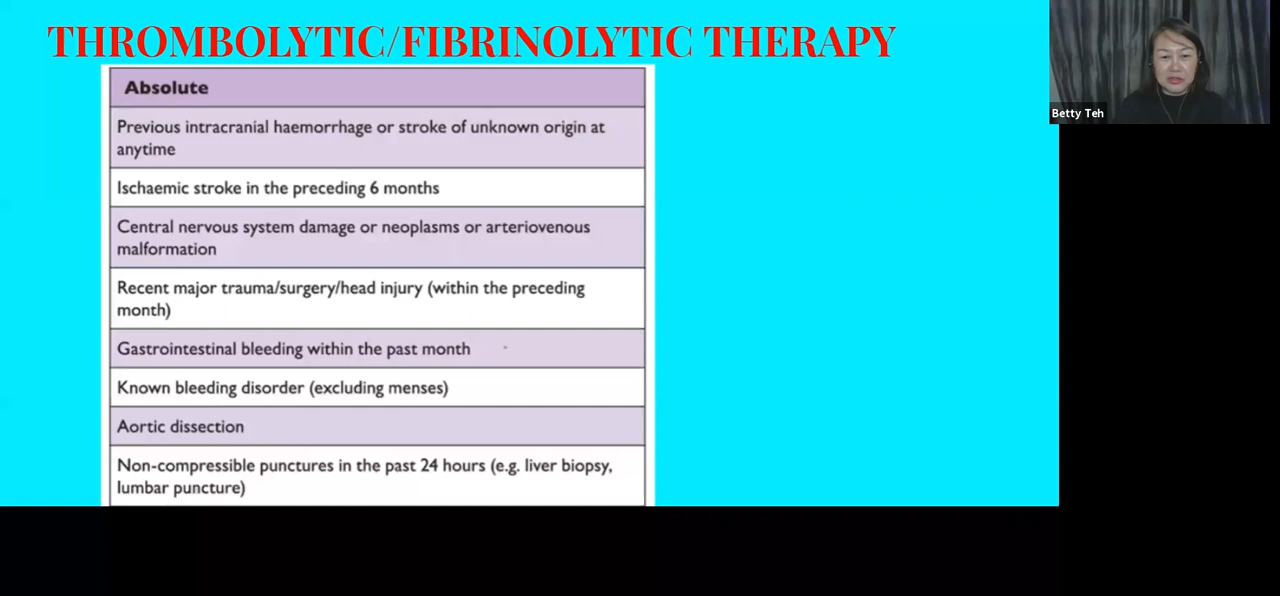 THROMBOLYTIC/FIBRINOLYTIC THERAPY
Absolute
Previous intracranial haemorrhage or stroke of unknown origin at
anytime
Ischaemic stroke in the preceding 6 months
Central nervous system damage or neoplasms or arteriovenous
malformation
Recent major trauma/surgery/head injury (within the preceding
month)
Gastrointestinal bleeding within the past month
Known bleeding disorder (excluding menses)
Aortic dissection
Non-compressible punctures in the past 24 hours (e.g. liver biopsy,
lumbar puncture)
Betty Teh